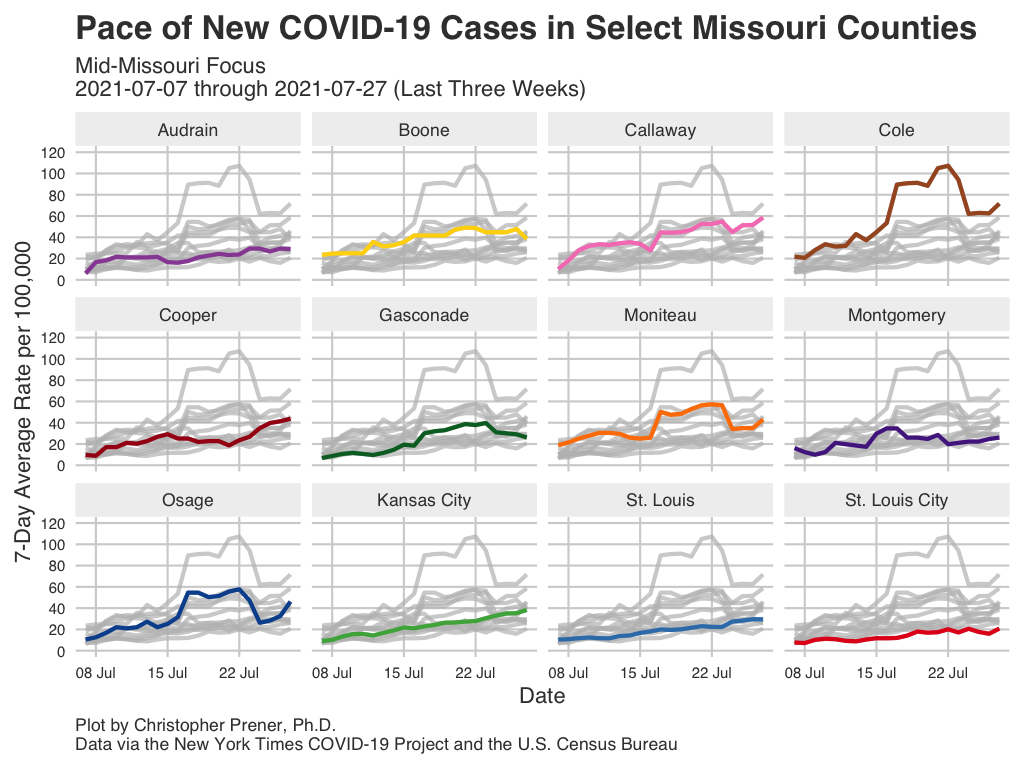 Pace of New COVID-19 Cases in Select Missouri Counties
Mid-Missouri Focus
2021-07-07 through 2021-07-27 (Last Three Weeks)
Audrain
Boone
Callaway
Cole
120
100
80
60
40
20
0
Cooper
Gasconade
Moniteau
Montgomery
120
100
80
60
40
20
0
Osage
Kansas City
St. Louis
St. Louis City
120
100
80
60
40
20
0
7-Day Average Rate per 100,000
08 Jul 15 Jul 22 Jul
08 Jul 15 Jul 22 Jul
08 Jul 15 Jul 22 Jul
08 Jul 15 Jul 22 Jul
Date
Plot by Christopher Prener, Ph.D.
Data via the New York Times COVID-19 Project and the U.S. Census Bureau